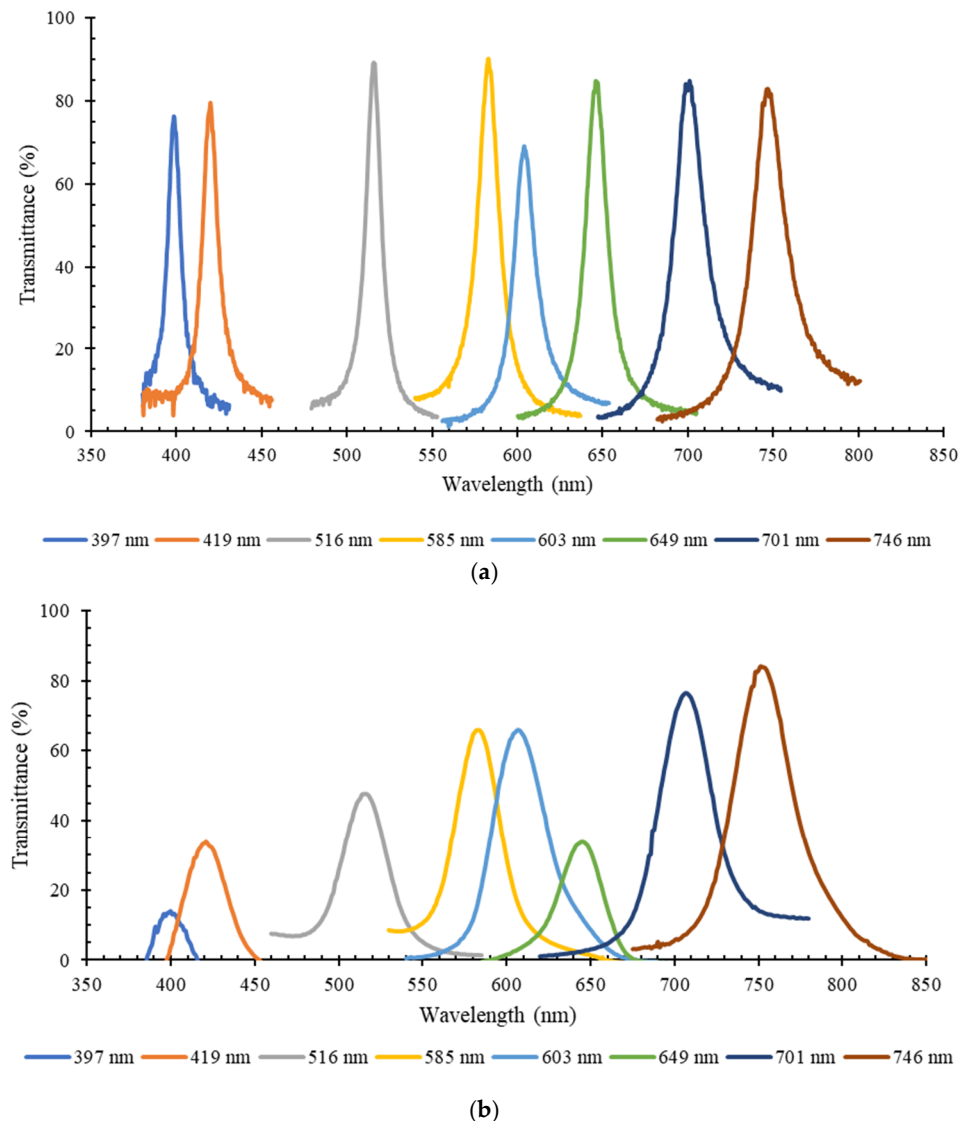 (a)
100
80
60
40
20
0
Transmittance (%)
350 400 450 500 550 600 650 700 750 800 850
Wavelength (nm)
397 nm 419 nm 516 nm 585 nm 603 nm 649 nm 701 nm 746 nm
(a)
100
80
60
40
20
0
Transmittance (%)
350 400 450 500 550 600 650 700 750 800 850
Wavelength (nm)
397 nm 419 nm 516 nm 585 nm 603 nm 649 nm 701 nm 746 nm
(b)